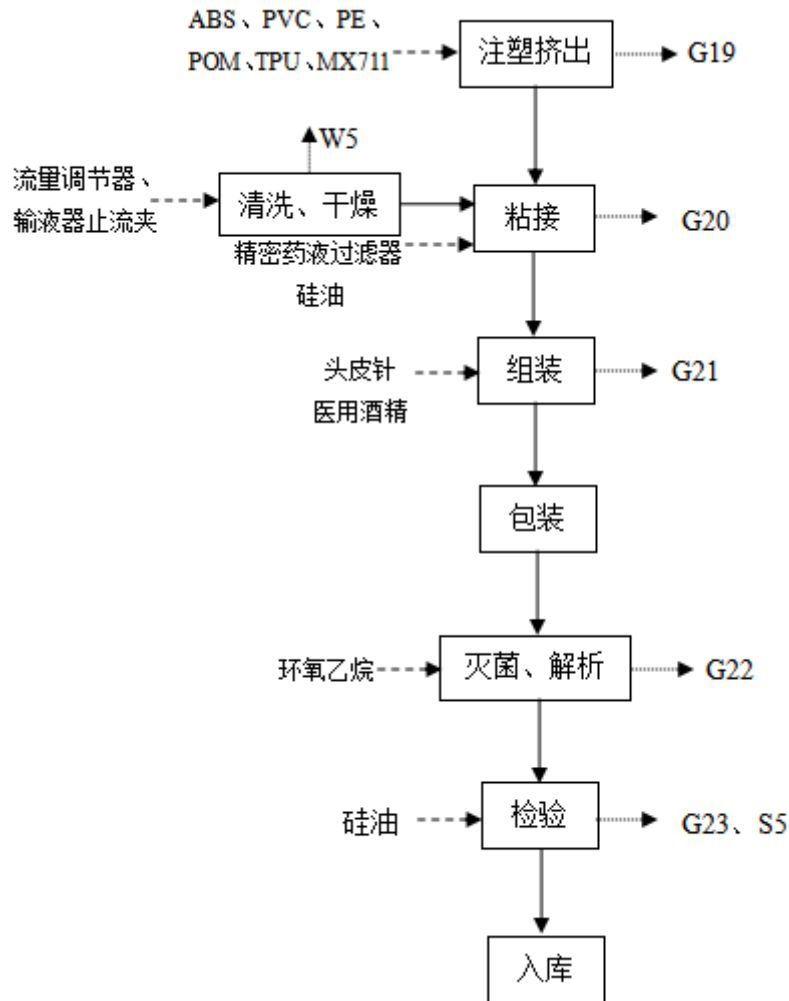 ABS、PVC、PE、
POM、TPU、MX711
注塑挤出
G19
W5
流量调节器、
输液器止流夹
清洗、干燥
粘接
G20
精密药液过滤器
硅油
头皮针
医用酒精
组装
G21
包装
环氧乙烷
灭菌、解析
G22
硅油
检验
G23、S5
入库